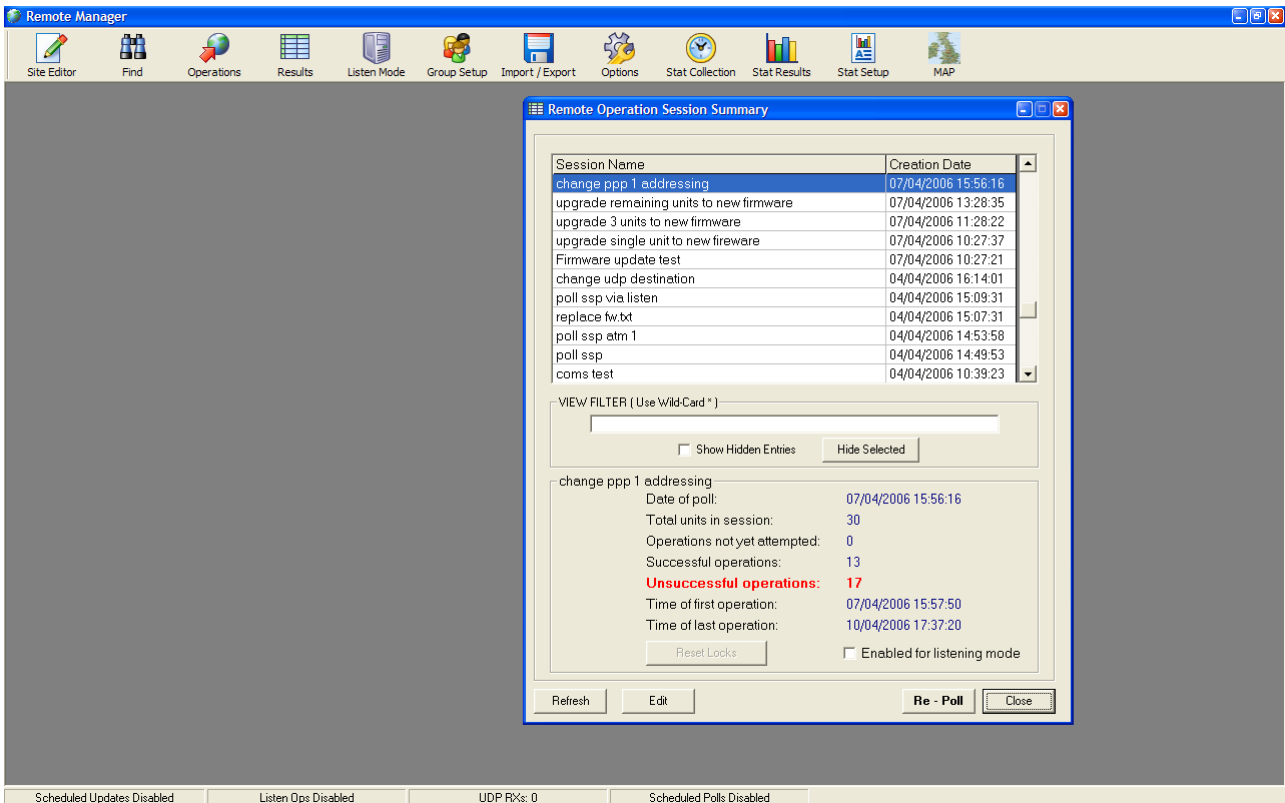 Remote Manager
Site Editor Find Operations Results Listen Mode Group Setup Import / Export Options Stat Collection Stat Results Stat Setup MAP
Remote Operation Session Summary
Session Name Creation Date
change ppp 1 addressing 07/04/2006 15:56:16
upgrade remaining units to new firmware 07/04/2006 13:28:35
upgrade 3 units to new firmware 07/04/2006 11:28:22
upgrade single unit to new fireware 07/04/2006 10:27:37
Firmware update test 07/04/2006 10:27:21
change udp destination 04/04/2006 16:14:01
poll ssp via listen 04/04/2006 15:09:31
replace fw.txt 04/04/2006 15:07:31
poll ssp atm 1 04/04/2006 14:53:58
poll ssp 04/04/2006 14:49:53
coms test 04/04/2006 10:39:23
VIEW FILTER ( Use Wild-Card * )
Show Hidden Entries Hide Selected
change ppp 1 addressing
Date of poll: 07/04/2006 15:56:16
Total units in session: 30
Operations not yet attempted: 0
Successful operations: 13
Unsuccessful operations: 17
Time of first operation: 07/04/2006 15:57:50
Time of last operation: 10/04/2006 17:37:20
Reset Locks Enabled for listening mode
Refresh Edit Re - Poll Close
Scheduled Updates Disabled Listen Ops Disabled UDP RXs: 0 Scheduled Polls Disabled